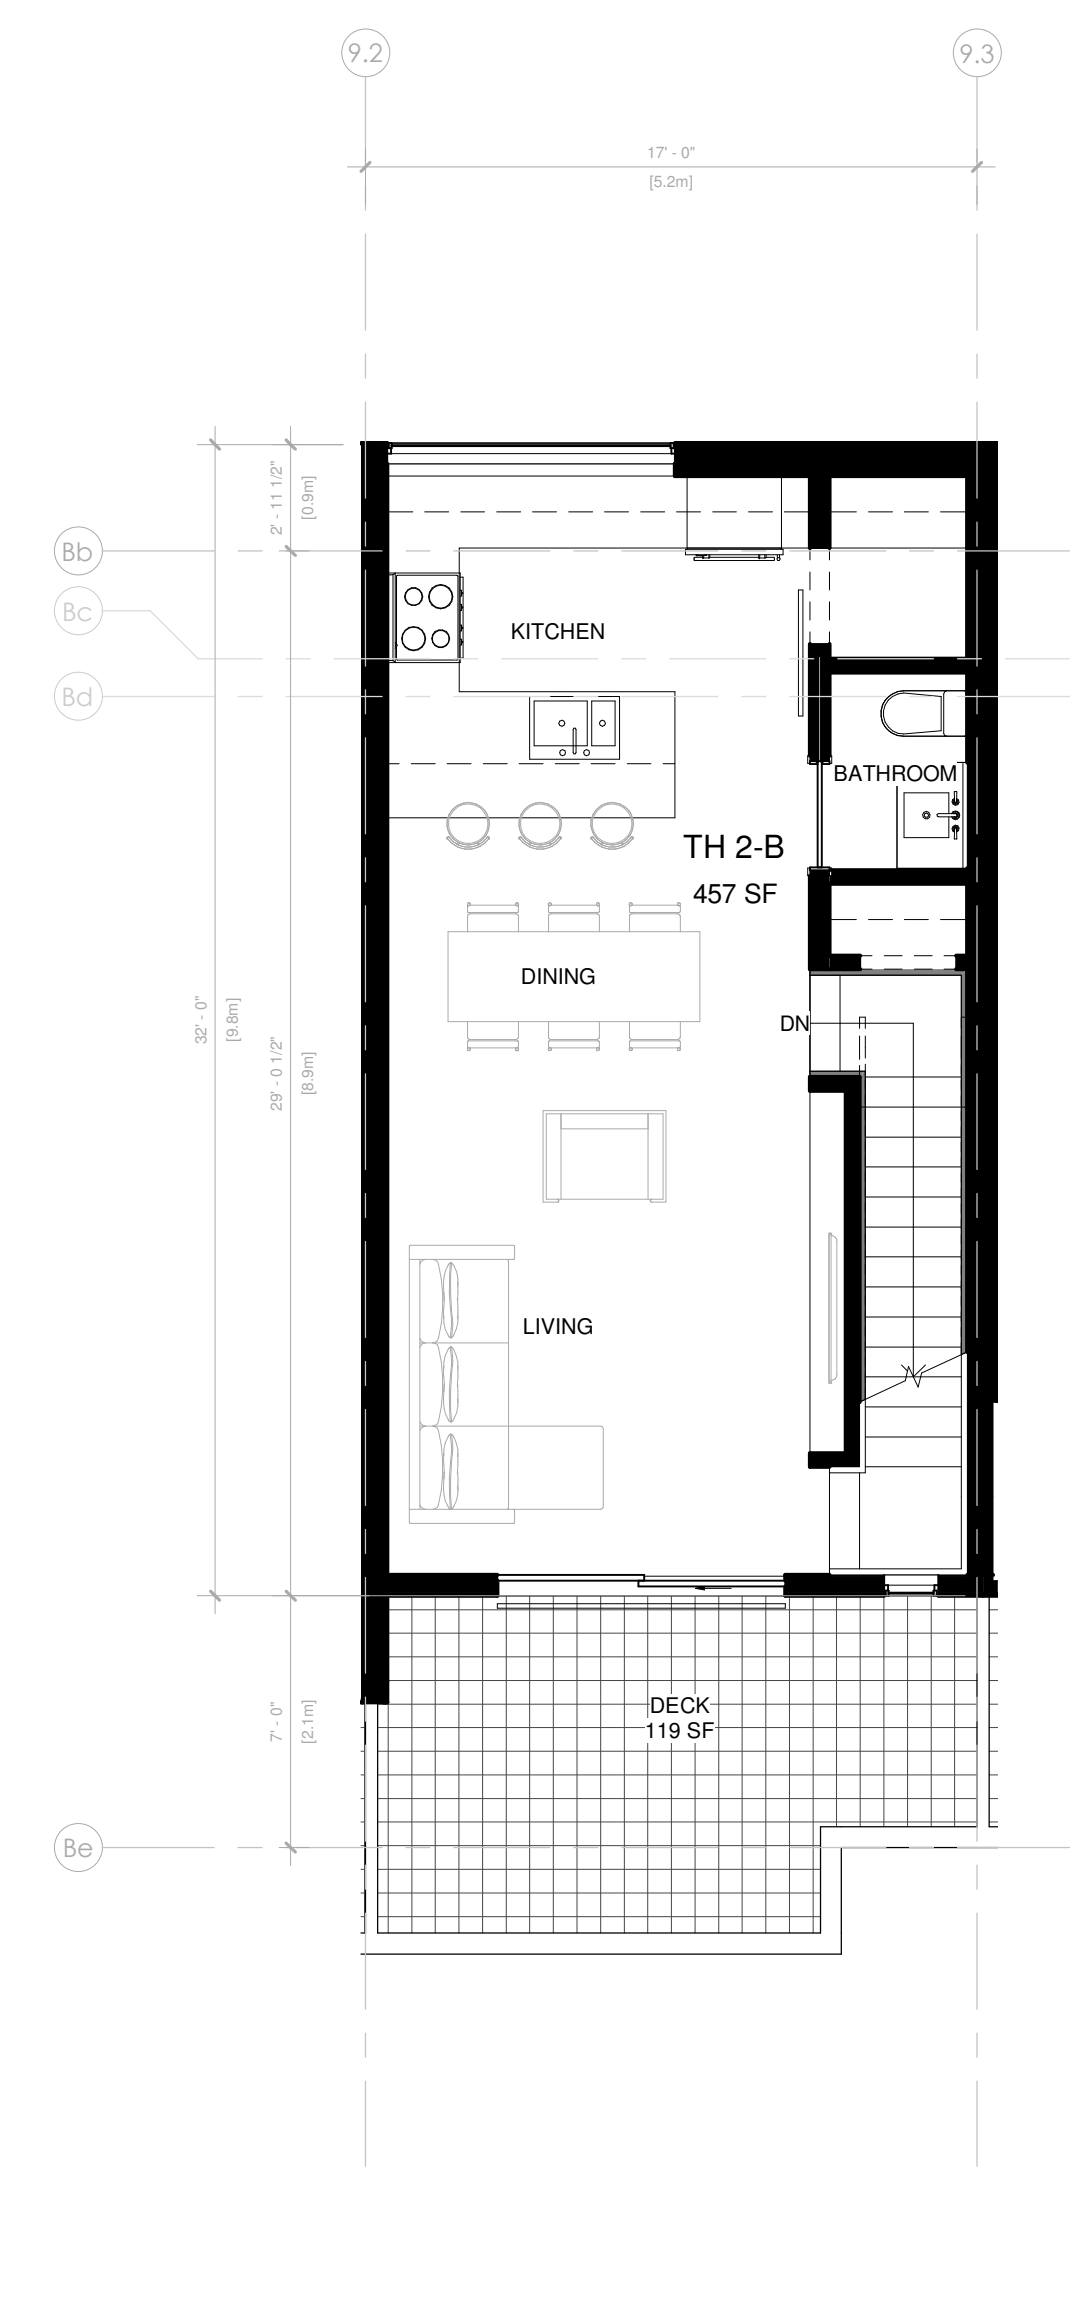 9.2
9.3
17' - 0"
[5.2m]
2' - 11 1/2"
[0.9m]
Bb
Bc
Bd
KITCHEN
BATHROOM
TH 2-B
457 SF
DINING
DN
32' - 0"
[9.8m]
29' - 0 1/2"
[8.9m]
LIVING
DECK
119 SF
7' - 0"
[2.1m]
Be